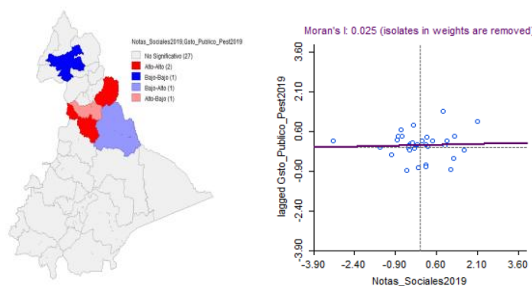 Notas_Sociales2019;Gsto_Publico_Pest2019
No Significativo (27)
Alto-Alto (2)
Bajo-Bajo (1)
Bajo-Alto (1)
Alto-Bajo (1)
Moran's I: 0.025 (isolates in weights are removed)
lagged Gsto_Publico_Pest2019
3.60
2.10
0.60
-0.90
-2.40
-3.90
-3.90 -2.40 -0.90 0.60 2.10 3.60
Notas_Sociales2019